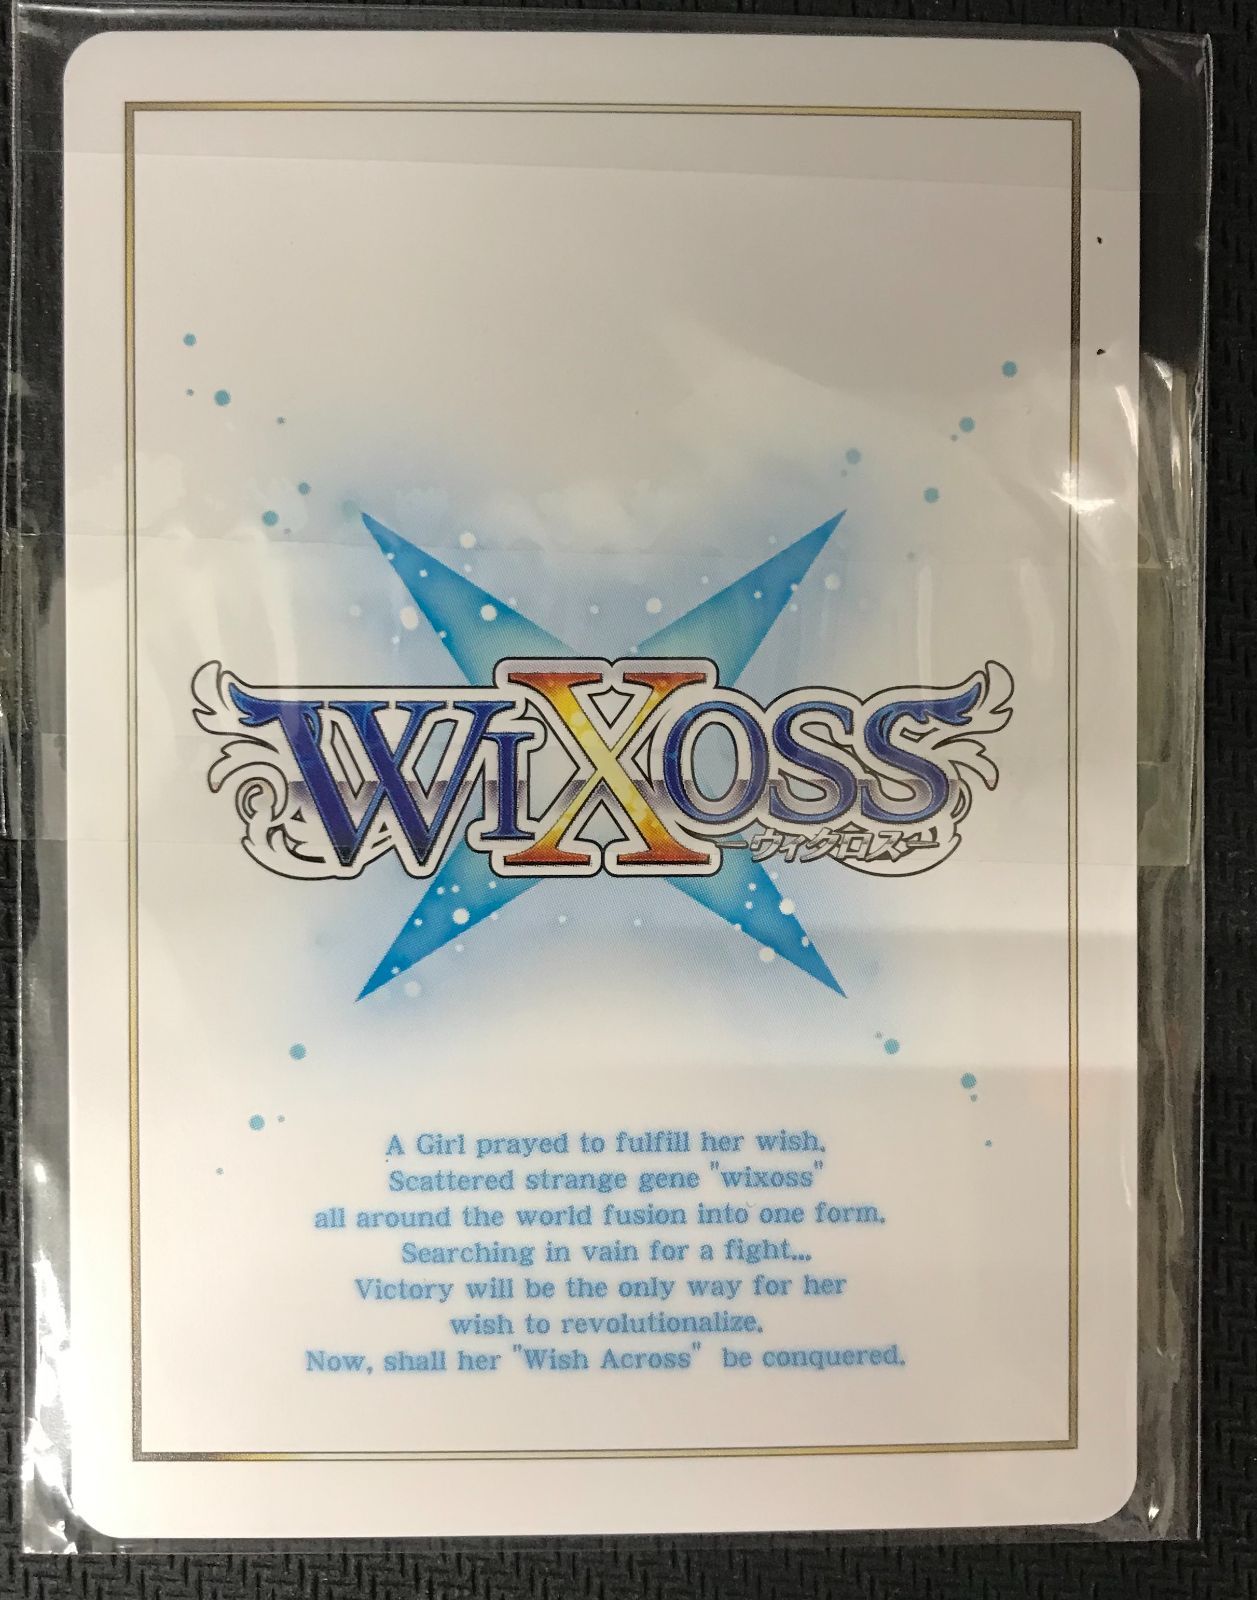 WIXOSS
-ウィクロス-
A Girl prayed to fulfill her wish.
Scattered strange gene "wixoss"
all around the world fusion into one form.
Searching in vain for a fight...
Victory will be the only way for her
wish to revolutionalize.
Now, shall her "Wish Across" be conquered.